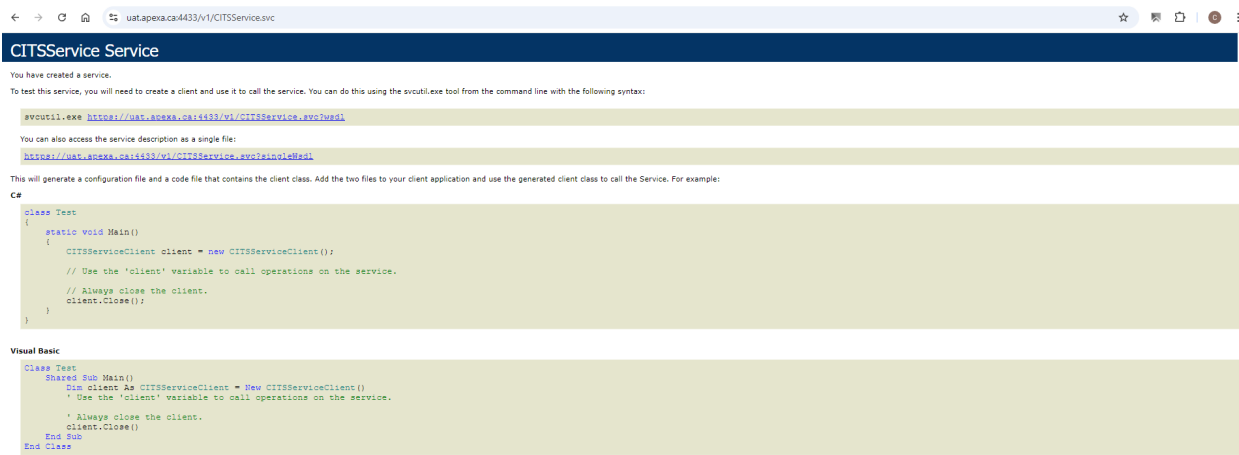 uat.apexa.ca:4433/v1/CITSService.svc
C
CITSService Service
You have created a service.
To test this service, you will need to create a client and use it to call the service. You can do this using the svcutil.exe tool from the command line with the following syntax:
svcutil.exe https://uat.apexa.ca:4433/v1/CITSService.svc?wsdl
You can also access the service description as a single file:
https://uat.apexa.ca:4433/v1/CITSService.svc?singleWsdl
This will generate a configuration file and a code file that contains the client class. Add the two files to your client application and use the generated client class to call the Service. For example:
C#
class Test
{
    static void Main()
    {
        CITSServiceClient client = new CITSServiceClient();
        // Use the 'client' variable to call operations on the service.
        // Always close the client.
        client.Close();
    }
}
Visual Basic
Class Test
    Shared Sub Main()
        Dim client As CITSServiceClient = New CITSServiceClient()
        ' Use the 'client' variable to call operations on the service.
        ' Always close the client.
        client.Close()
    End Sub
End Class